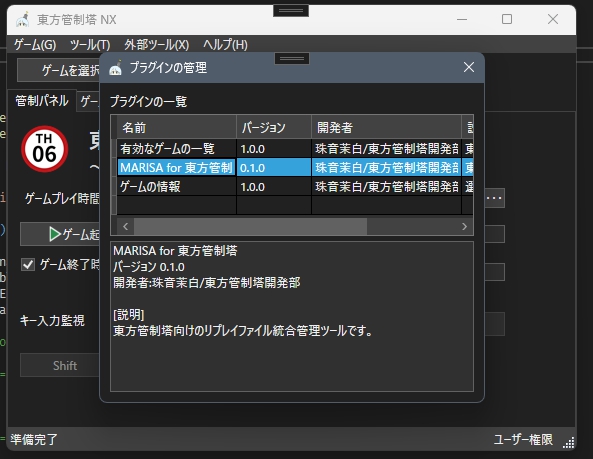 東方管制塔 NX
ゲーム(G) ツール(T) 外部ツール(X) ヘルプ(H)
ゲームを選択
プラグインの管理
管制パネル ゲー
TH
06
ゲームプレイ時間
ゲーム起
ゲーム終了時
キー入力監視
Shift
プラグインの一覧
名前 バージョン 開発者
有効なゲームの一覧 1.0.0 珠音茉白/東方管制塔開発部
MARISA for 東方管制 0.1.0 珠音茉白/東方管制塔開発部
ゲームの情報 1.0.0 珠音茉白/東方管制塔開発部
MARISA for 東方管制塔
バージョン 0.1.0
開発者:珠音茉白/東方管制塔開発部
[説明]
東方管制塔向けのリプレイファイル統合管理ツールです。
準備完了 ユーザー権限